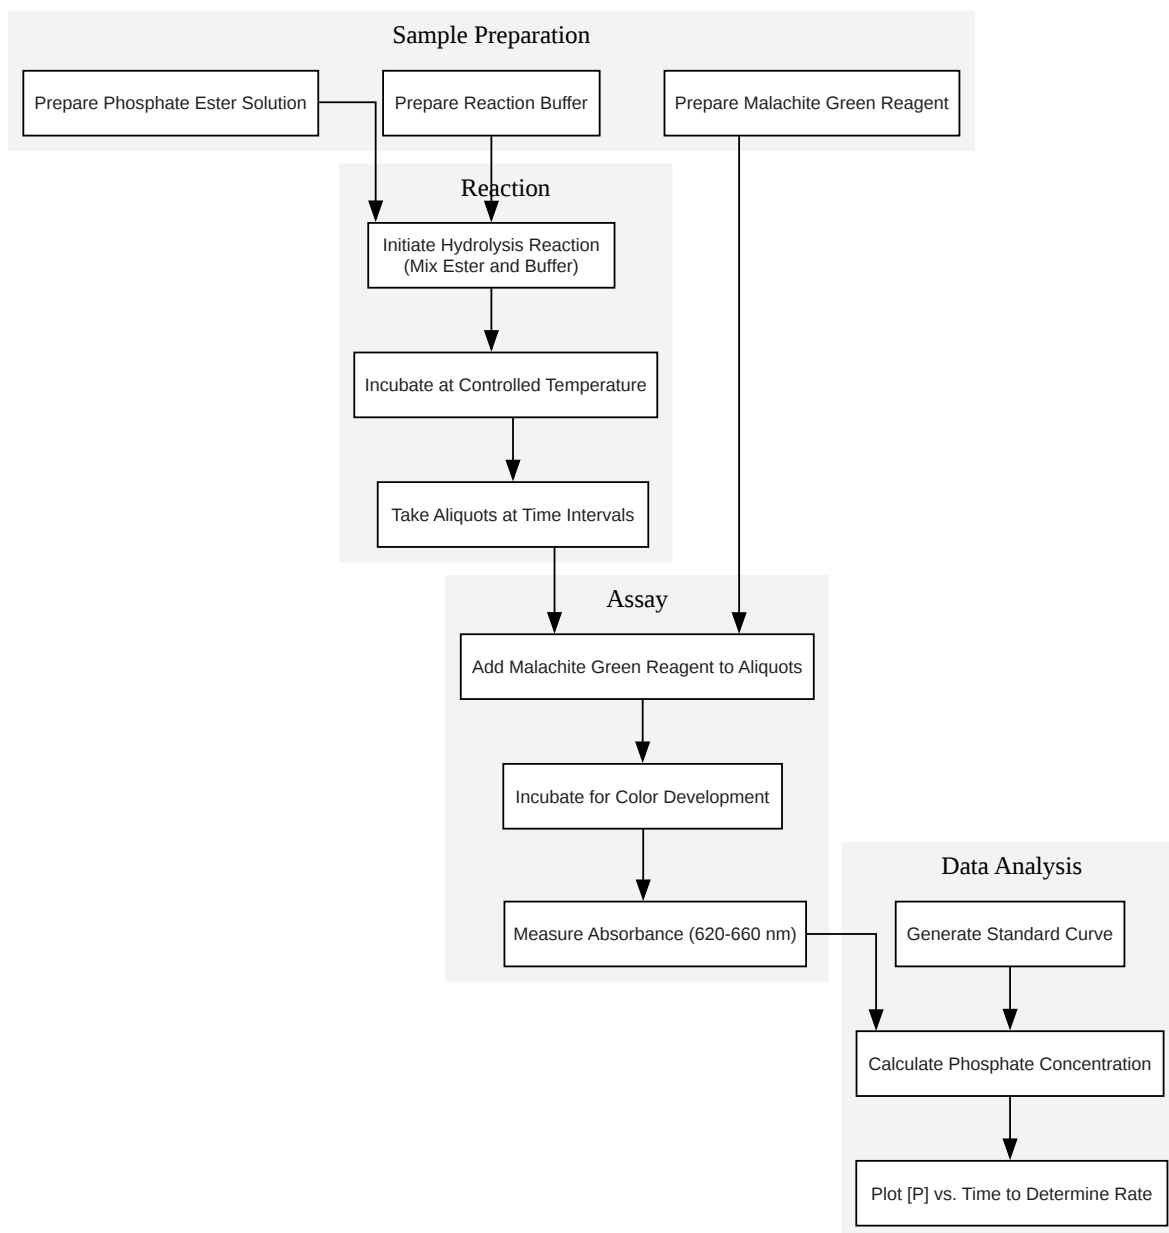 Sample Preparation
Prepare Phosphate Ester Solution
Prepare Reaction Buffer
Prepare Malachite Green Reagent
Reaction
Initiate Hydrolysis Reaction
(Mix Ester and Buffer)
Incubate at Controlled Temperature
Take Aliquots at Time Intervals
Assay
Add Malachite Green Reagent to Aliquots
Incubate for Color Development
Measure Absorbance (620-660 nm)
Data Analysis
Generate Standard Curve
Calculate Phosphate Concentration
Plot [P] vs. Time to Determine Rate